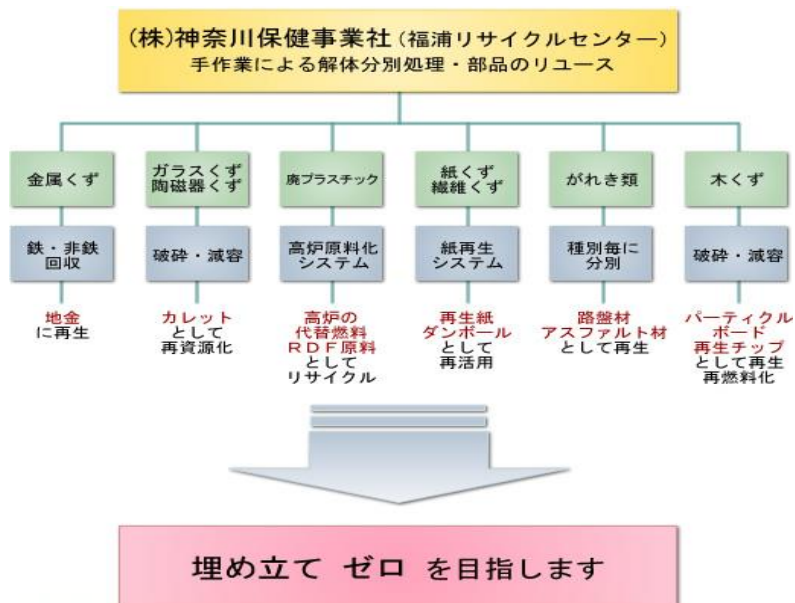 (株)神奈川保健事業社(福浦リサイクルセンター)
手作業による解体分別処理・部品のリユース
金属くず
ガラスくず
陶磁器くず
廃プラスチック
紙くず
繊維くず
がれき類
木くず
鉄・非鉄
回収
破砕・減容
高炉原料化
システム
紙再生
システム
種別毎に
分別
破砕・減容
地金
に再生
カレット
として
再資源化
高炉の
代替燃料
RDF原料
として
リサイクル
再生紙
ダンボール
として
再活用
路盤材
アスファルト材
として再生
パーティクル
ボード
再生チップ
として再生
再燃料化
埋め立て ゼロ を目指します